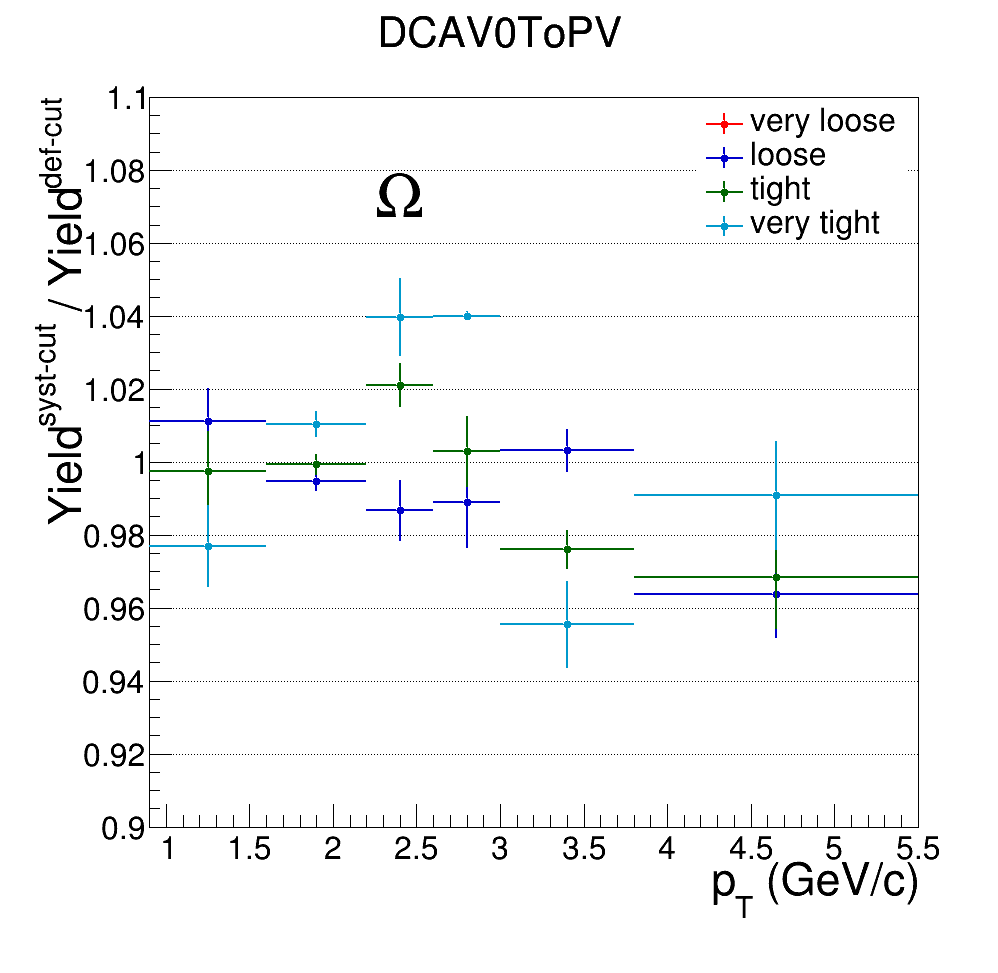 DCAV0ToPV
Yield^syst-cut / Yield^def-cut
1.1
1.08
1.06
1.04
1.02
1
0.98
0.96
0.94
0.92
0.9
Ω
very loose
loose
tight
very tight
1 1.5 2 2.5 3 3.5 4 4.5 5 5.5
p_T (GeV/c)